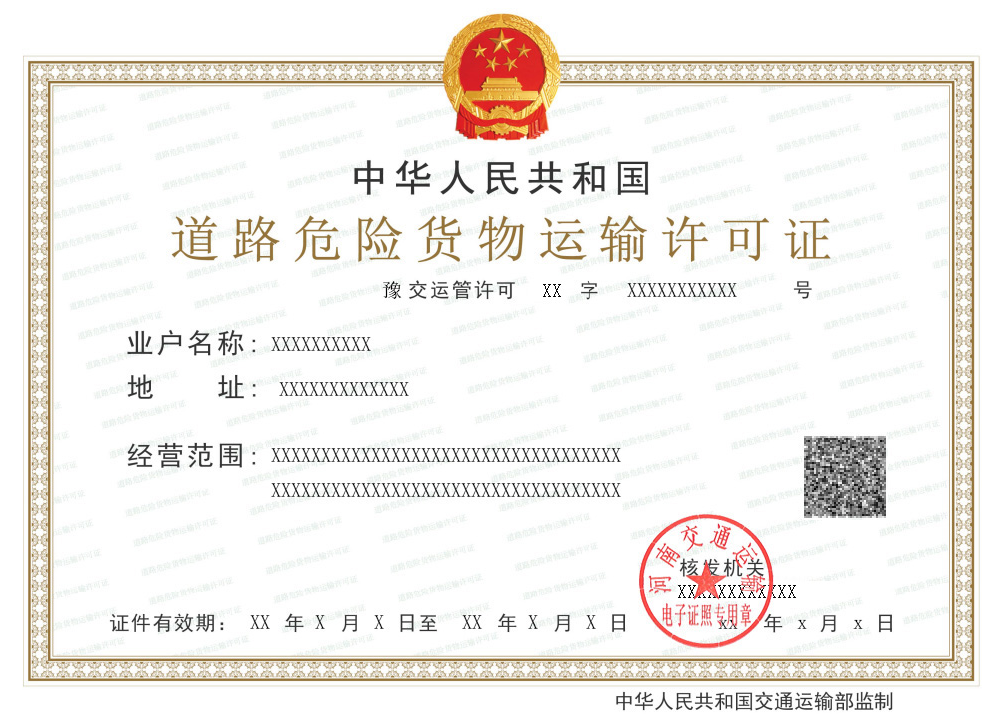 中华人民共和国
道路危险货物运输许可证
豫 交运管许可 XX 字 XXXXXXXXXXX 号
业户名称: XXXXXXXXXX
地 址: XXXXXXXXXXXXX
经营范围: XXXXXXXXXXXXXXXXXXXXXXXXXXXXXXXXXXX
XXXXXXXXXXXXXXXXXXXXXXXXXXXXXXXXXXX
河南交通运输
核发机关
XXXXXXXXXXXX
电子证照专用章
证件有效期: XX 年 X 月 X 日至 XX 年 X 月 X 日 xx 年 x 月 x 日
中华人民共和国交通运输部监制